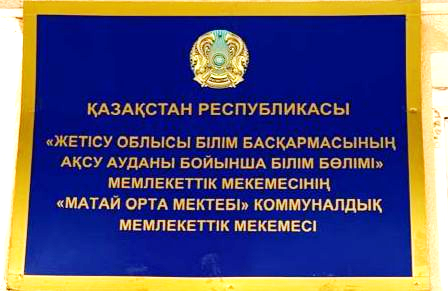 ҚАЗАҚСТАН РЕСПУБЛИКАСЫ
«ЖЕТІСУ ОБЛЫСЫ БІЛІМ БАСҚАРМАСЫНЫҢ
АҚСУ АУДАНЫ БОЙЫНША БІЛІМ БӨЛІМІ»
МЕМЛЕКЕТТІК МЕКЕМЕСІНІҢ
«МАТАЙ ОРТА МЕКТЕБІ» КОММУНАЛДЫҚ
МЕМЛЕКЕТТІК МЕКЕМЕСІ